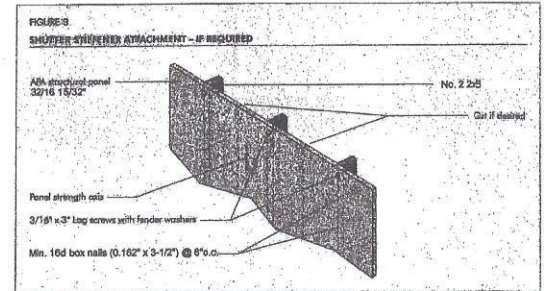 FIGURE 3
SHUTTER STIFFENER ATTACHMENT – IF REQUIRED
APA structural panel
32/16 15/32"
No. 2 2x6
Cut if desired
Panel strength axis
3/16" x 3" Lag screws with fender washers
Min. 16d box nails (0.162" x 3-1/2") @ 6"o.c.